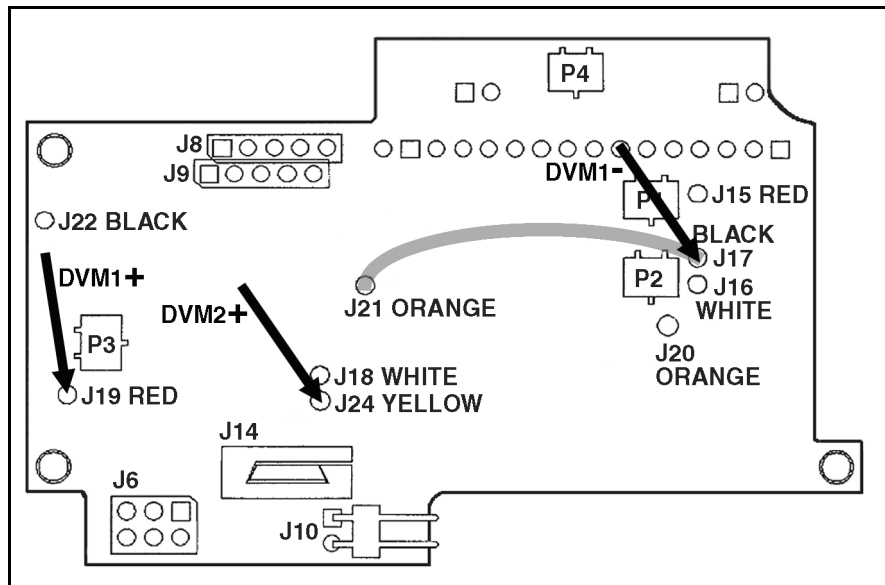 P4
J8
J9
DVM1-
P1
J15 RED
J22 BLACK
BLACK
J17
DVM1+
P2
J16
WHITE
J21 ORANGE
DVM2+
P3
J20
ORANGE
J18 WHITE
J19 RED
J24 YELLOW
J14
J6
J10